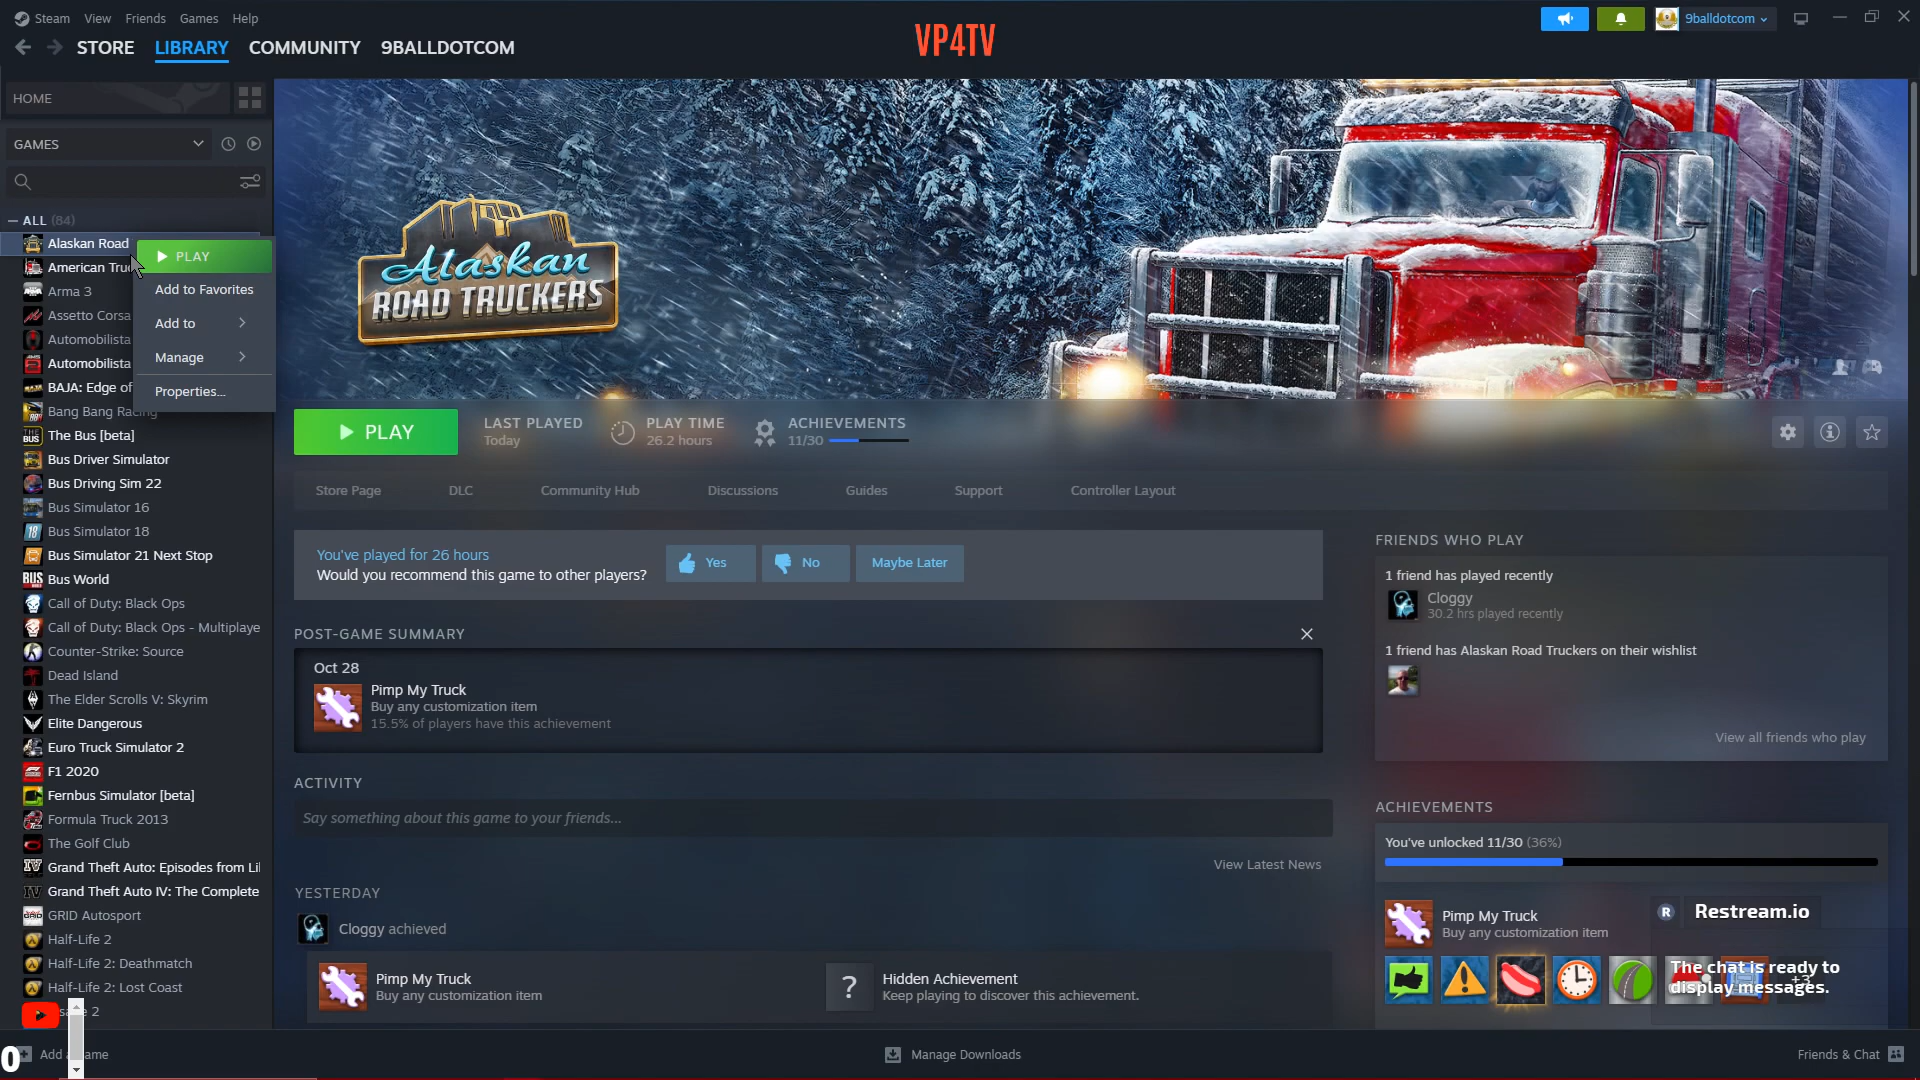 Steam View Friends Games Help
VP4TV
9balldotcom
STORE LIBRARY COMMUNITY 9BALLDOTCOM
HOME
GAMES
ALL (84)
Alaskan Road
American Tru
Arma 3
Assetto Corsa
Automobilista
Automobilista
BAJA: Edge of
Bang Bang Racing
The Bus [beta]
Bus Driver Simulator
Bus Driving Sim 22
Bus Simulator 16
Bus Simulator 18
Bus Simulator 21 Next Stop
Bus World
Call of Duty: Black Ops
Call of Duty: Black Ops - Multiplaye
Counter-Strike: Source
Dead Island
The Elder Scrolls V: Skyrim
Elite Dangerous
Euro Truck Simulator 2
F1 2020
Fernbus Simulator [beta]
Formula Truck 2013
The Golf Club
Grand Theft Auto: Episodes from Li
Grand Theft Auto IV: The Complete
GRID Autosport
Half-Life 2
Half-Life 2: Deathmatch
Half-Life 2: Lost Coast
2
PLAY
Add to Favorites
Add to
Manage
Properties...
Alaskan
ROAD TRUCKERS
PLAY
LAST PLAYED
Today
PLAY TIME
26.2 hours
ACHIEVEMENTS
11/30
Store Page DLC Community Hub Discussions Guides Support Controller Layout
You've played for 26 hours
Would you recommend this game to other players?
Yes No Maybe Later
POST-GAME SUMMARY
Oct 28
Pimp My Truck
Buy any customization item
15.5% of players have this achievement
ACTIVITY
Say something about this game to your friends...
View Latest News
YESTERDAY
Cloggy achieved
Pimp My Truck
Buy any customization item
?
Hidden Achievement
Keep playing to discover this achievement.
FRIENDS WHO PLAY
1 friend has played recently
Cloggy
30.2 hrs played recently
1 friend has Alaskan Road Truckers on their wishlist
View all friends who play
ACHIEVEMENTS
You've unlocked 11/30 (36%)
Pimp My Truck
Buy any customization item
R Restream.io
The chat is ready to
display messages.
+3
0
Add a Game
Manage Downloads
Friends & Chat